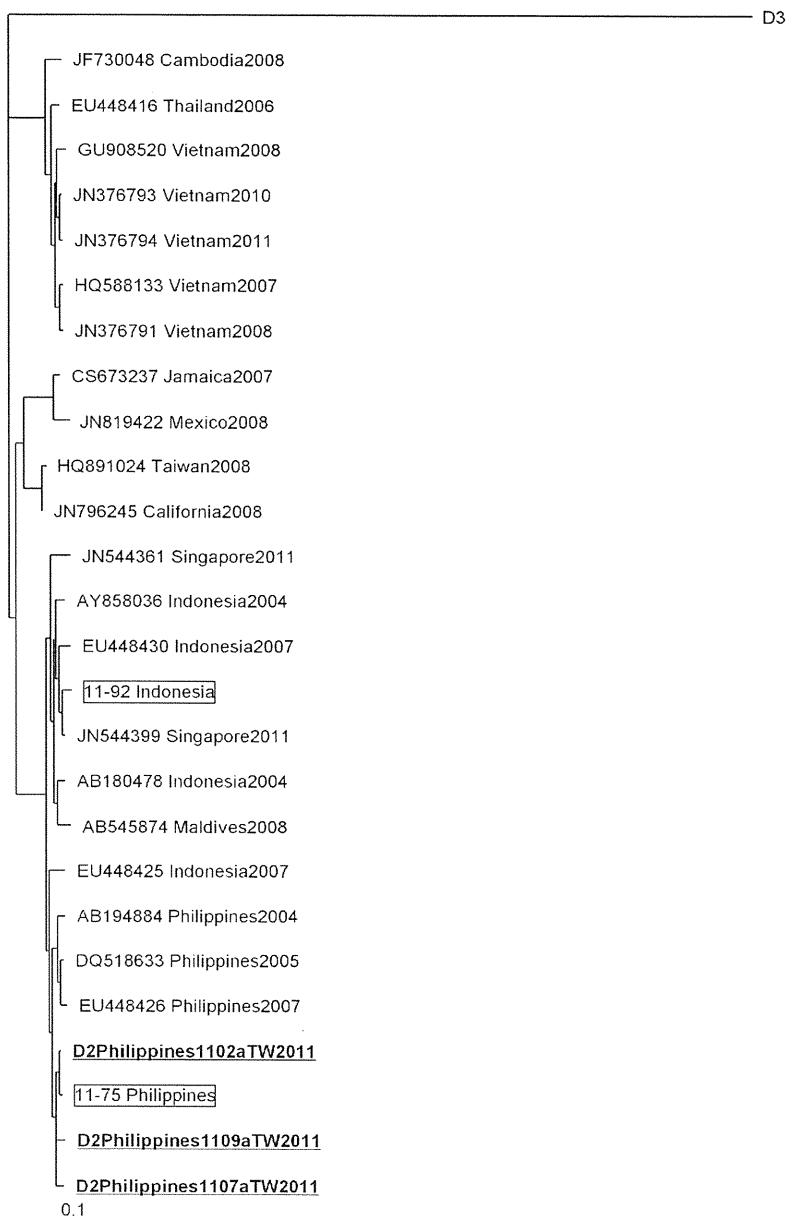 D3
JF730048 Cambodia2008
EU448416 Thailand2006
GU908520 Vietnam2008
JN376793 Vietnam2010
JN376794 Vietnam2011
HQ588133 Vietnam2007
JN376791 Vietnam2008
CS673237 Jamaica2007
JN819422 Mexico2008
HQ891024 Taiwan2008
JN796245 California2008
JN544361 Singapore2011
AY858036 Indonesia2004
EU448430 Indonesia2007
11-92 Indonesia
JN544399 Singapore2011
AB180478 Indonesia2004
AB545874 Maldives2008
EU448425 Indonesia2007
AB194884 Philippines2004
DQ518633 Philippines2005
EU448426 Philippines2007
D2Philippines1102aTW2011
11-75 Philippines
D2Philippines1109aTW2011
D2Philippines1107aTW2011
0.1